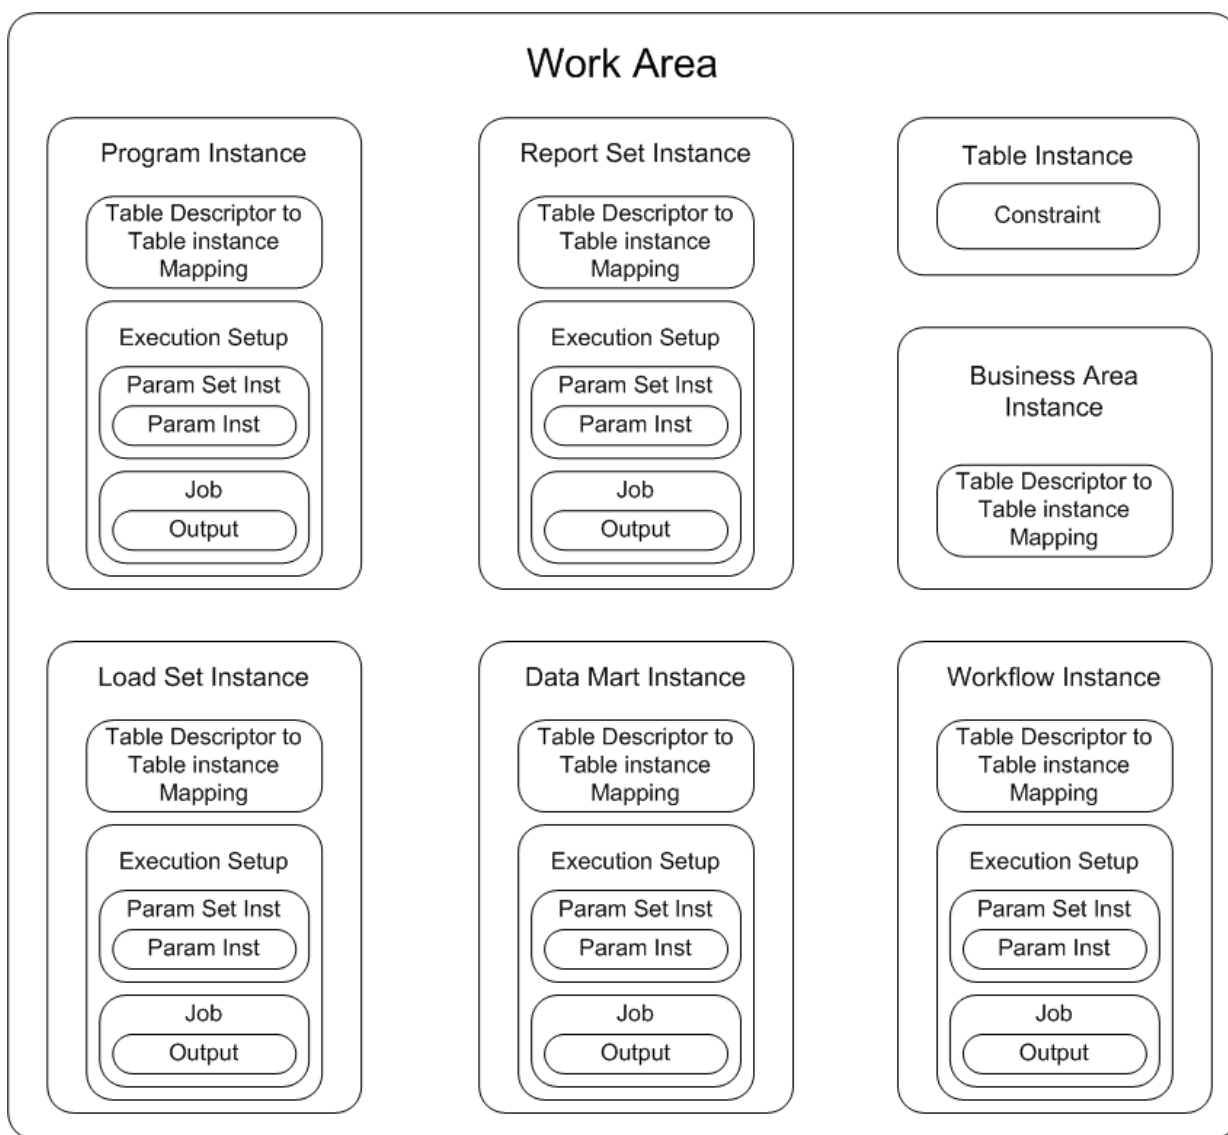 Work Area
Program Instance
Table Descriptor to
Table instance
Mapping
Execution Setup
Param Set Inst
Param Inst
Job
Output
Report Set Instance
Table Descriptor to
Table instance
Mapping
Execution Setup
Param Set Inst
Param Inst
Job
Output
Table Instance
Constraint
Business Area
Instance
Table Descriptor to
Table instance
Mapping
Load Set Instance
Table Descriptor to
Table instance
Mapping
Execution Setup
Param Set Inst
Param Inst
Job
Output
Data Mart Instance
Table Descriptor to
Table instance
Mapping
Execution Setup
Param Set Inst
Param Inst
Job
Output
Workflow Instance
Table Descriptor to
Table instance
Mapping
Execution Setup
Param Set Inst
Param Inst
Job
Output